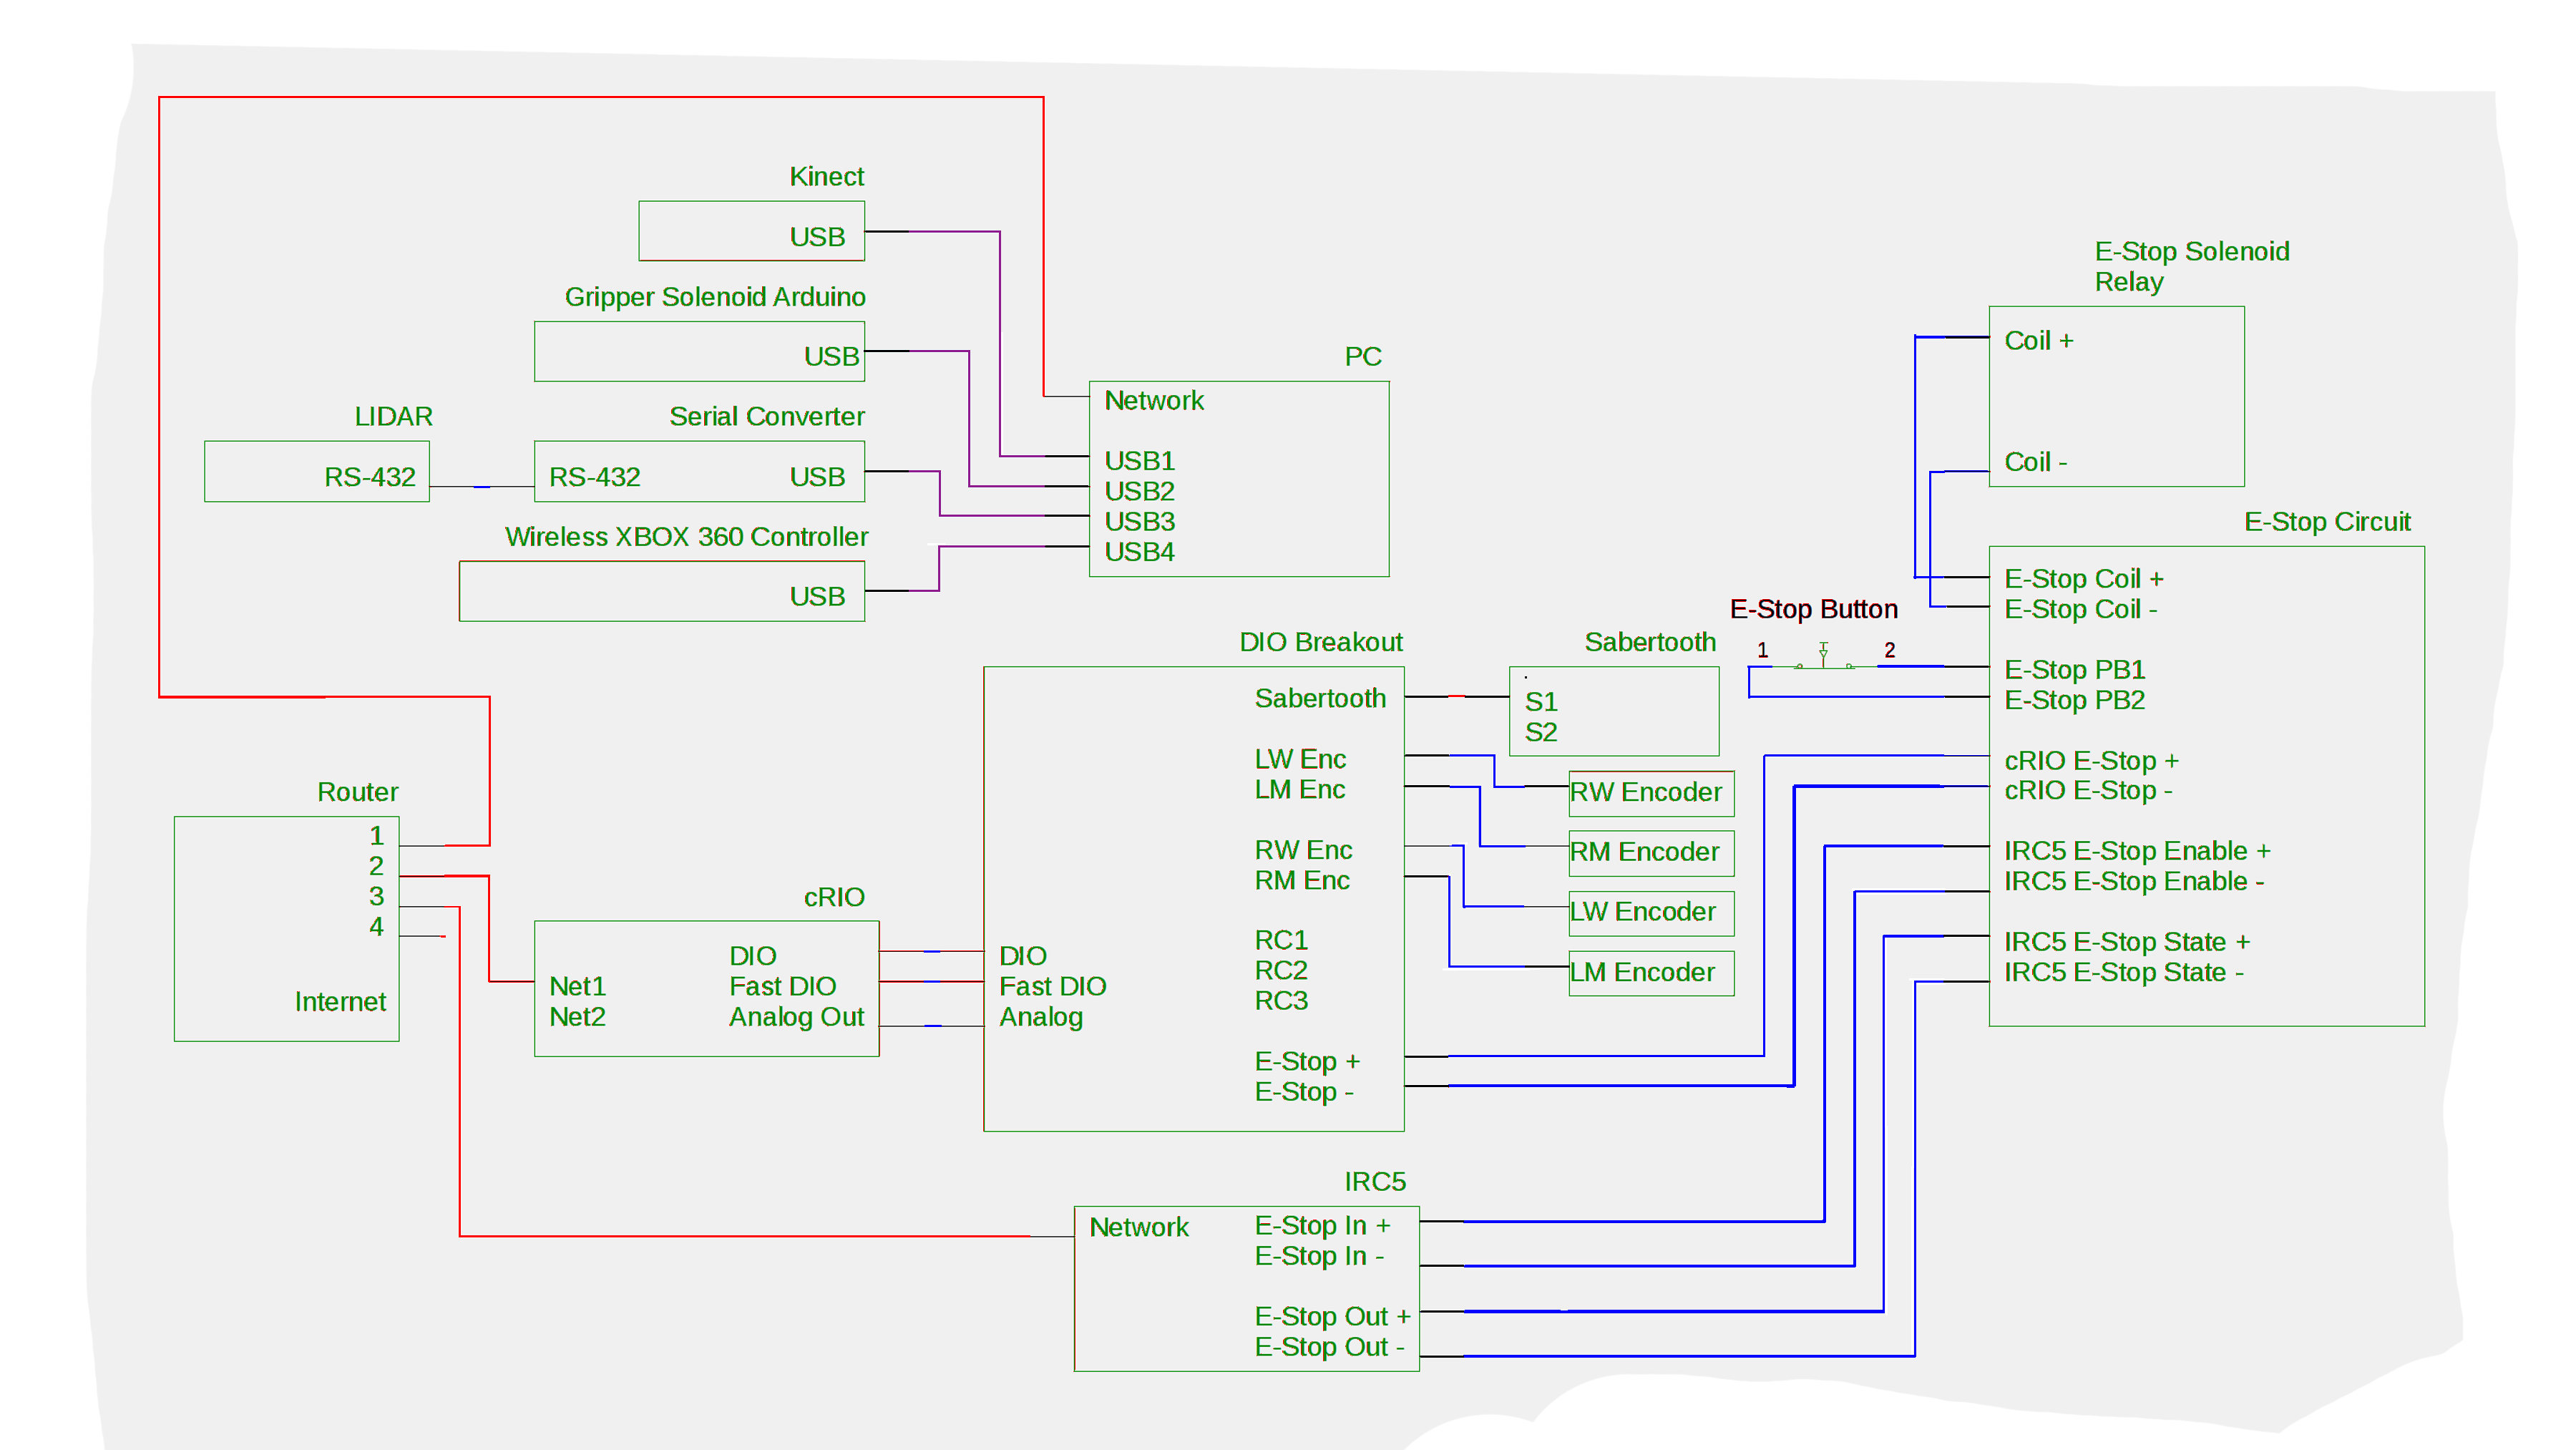 Kinect
USB
Gripper Solenoid Arduino
USB
LIDAR
RS-432
Serial Converter
RS-432 USB
Wireless XBOX 360 Controller
USB
PC
Network
USB1
USB2
USB3
USB4
E-Stop Solenoid
Relay
Coil +
Coil -
E-Stop Circuit
E-Stop Coil +
E-Stop Coil -
E-Stop PB1
E-Stop PB2
cRIO E-Stop +
cRIO E-Stop -
IRC5 E-Stop Enable +
IRC5 E-Stop Enable -
IRC5 E-Stop State +
IRC5 E-Stop State -
E-Stop Button
1 2
DIO Breakout
Sabertooth
LW Enc
LM Enc
RW Enc
RM Enc
RC1
RC2
RC3
E-Stop +
E-Stop -
DIO
Fast DIO
Analog
Sabertooth
S1
S2
RW Encoder
RM Encoder
LW Encoder
LM Encoder
Router
1
2
3
4
Internet
cRIO
DIO
Net1 Fast DIO
Net2 Analog Out
IRC5
Network E-Stop In +
E-Stop In -
E-Stop Out +
E-Stop Out -